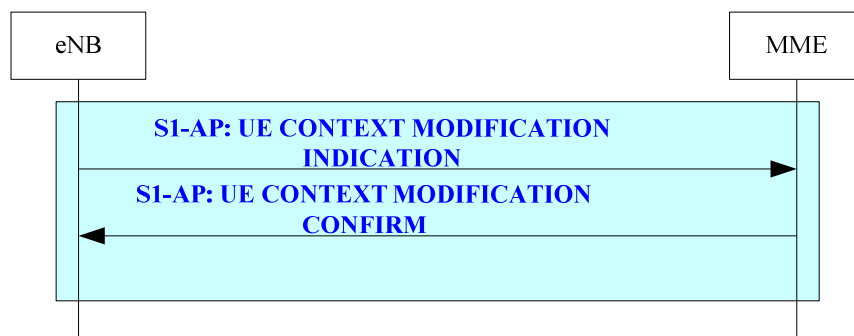 eNB
MME
S1-AP: UE CONTEXT MODIFICATION
INDICATION
S1-AP: UE CONTEXT MODIFICATION
CONFIRM